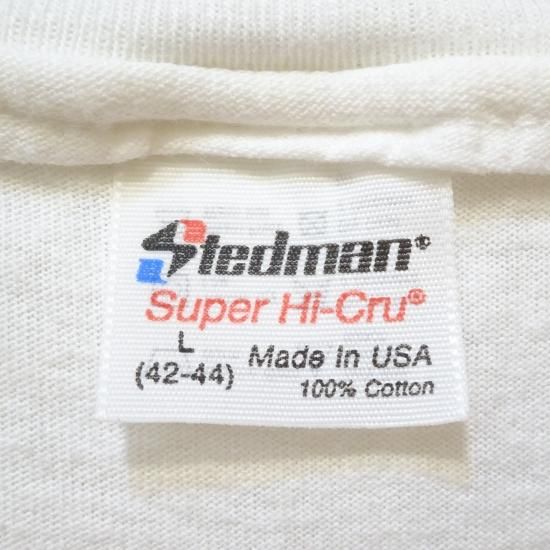 Stedman®
Super Hi-Cru®
L
(42-44)
Made In USA
100% Cotton